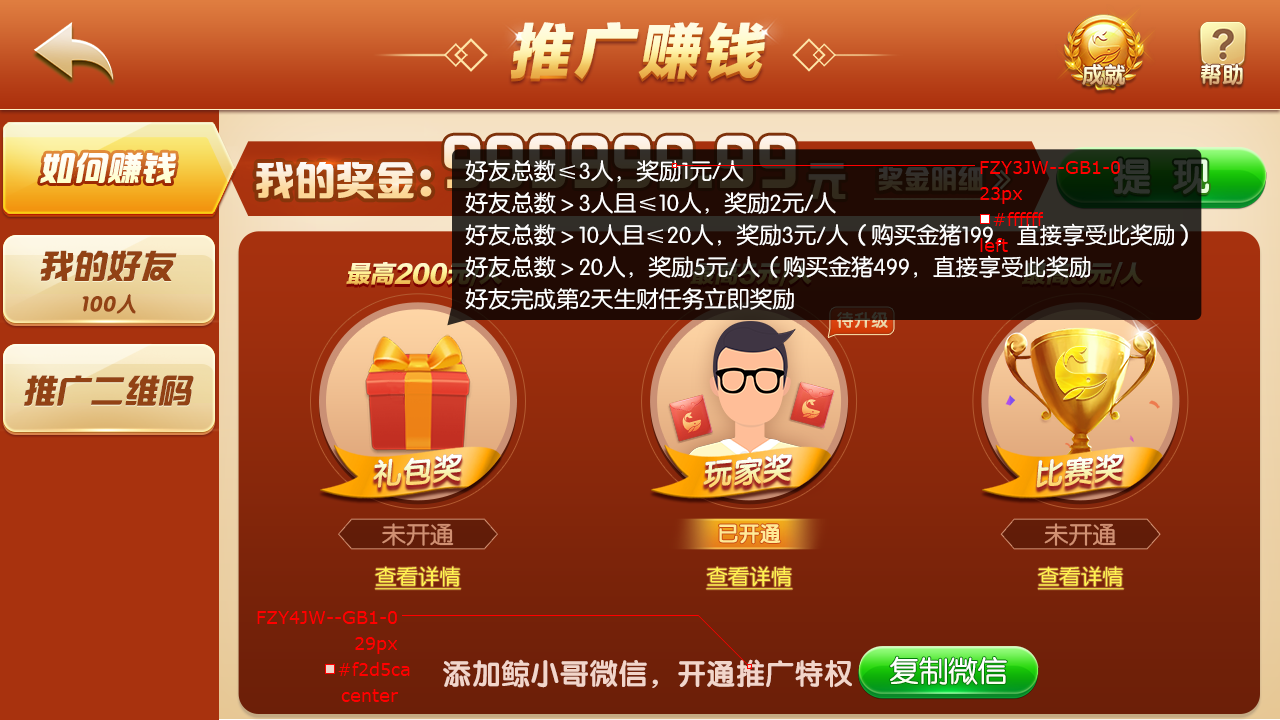 推广赚钱
成就
帮助
如何赚钱
我的好友
100人
推广二维码
我的奖金：999999.99元
奖金明细
提现
好友总数≤3人，奖励1元/人
好友总数＞3人且≤10人，奖励2元/人
好友总数＞10人且≤20人，奖励3元/人（购买金猪199，直接享受此奖励）
好友总数＞20人，奖励5元/人（购买金猪499，直接享受此奖励
好友完成第2天生财任务立即奖励
FZY3JW--GB1-0
23px
#ffffff
left
最高200元/人
待升级
礼包奖
玩家奖
比赛奖
未开通
已开通
未开通
查看详情
查看详情
查看详情
FZY4JW--GB1-0
29px
#f2d5ca
center
添加鲸小哥微信，开通推广特权
复制微信